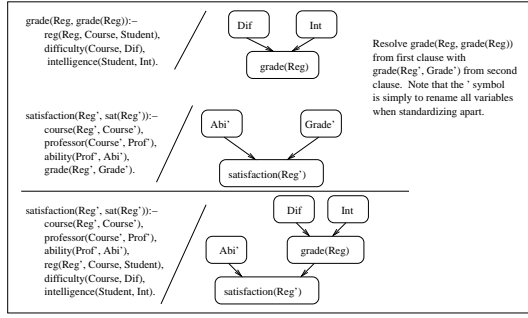 grade(Reg, grade(Reg)):–
reg(Reg, Course, Student),
difficulty(Course, Dif),
intelligence(Student, Int).
Dif
Int
grade(Reg)
Resolve grade(Reg, grade(Reg))
from first clause with
grade(Reg', Grade') from second
clause. Note that the ' symbol
is simply to rename all variables
when standardizing apart.
satisfaction(Reg', sat(Reg')):–
course(Reg', Course'),
professor(Course', Prof'),
ability(Prof', Abi'),
grade(Reg', Grade').
Abi'
Grade'
satisfaction(Reg')
satisfaction(Reg', sat(Reg')):–
course(Reg', Course'),
professor(Course', Prof'),
ability(Prof', Abi'),
reg(Reg', Course, Student),
difficulty(Course, Dif),
intelligence(Student, Int).
Dif
Int
Abi'
grade(Reg)
satisfaction(Reg')